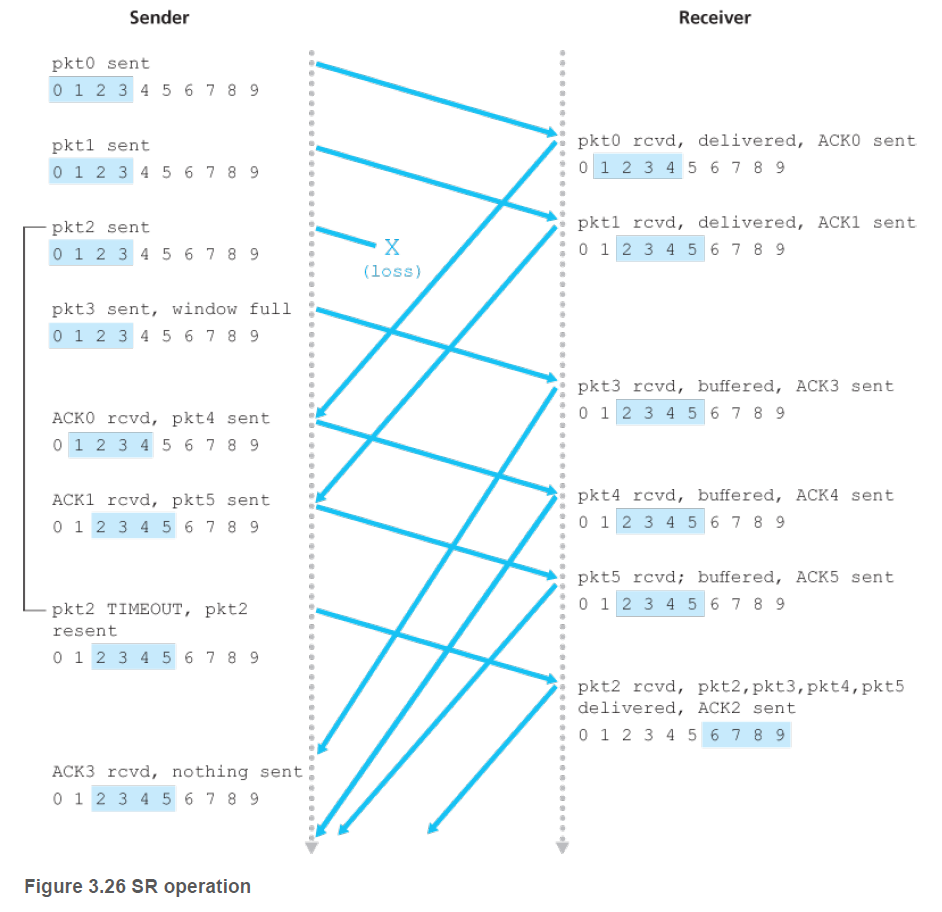 Sender
Receiver
pkt0 sent
0 1 2 3 4 5 6 7 8 9
pkt0 rcvd, delivered, ACK0 sent
0 1 2 3 4 5 6 7 8 9
pkt1 sent
0 1 2 3 4 5 6 7 8 9
pkt1 rcvd, delivered, ACK1 sent
0 1 2 3 4 5 6 7 8 9
pkt2 sent
0 1 2 3 4 5 6 7 8 9
X
(loss)
pkt3 sent, window full
0 1 2 3 4 5 6 7 8 9
pkt3 rcvd, buffered, ACK3 sent
0 1 2 3 4 5 6 7 8 9
ACK0 rcvd, pkt4 sent
0 1 2 3 4 5 6 7 8 9
pkt4 rcvd, buffered, ACK4 sent
0 1 2 3 4 5 6 7 8 9
ACK1 rcvd, pkt5 sent
0 1 2 3 4 5 6 7 8 9
pkt5 rcvd; buffered, ACK5 sent
0 1 2 3 4 5 6 7 8 9
pkt2 TIMEOUT, pkt2
resent
0 1 2 3 4 5 6 7 8 9
pkt2 rcvd, pkt2,pkt3,pkt4,pkt5
delivered, ACK2 sent
0 1 2 3 4 5 6 7 8 9
ACK3 rcvd, nothing sent
0 1 2 3 4 5 6 7 8 9
Figure 3.26 SR operation